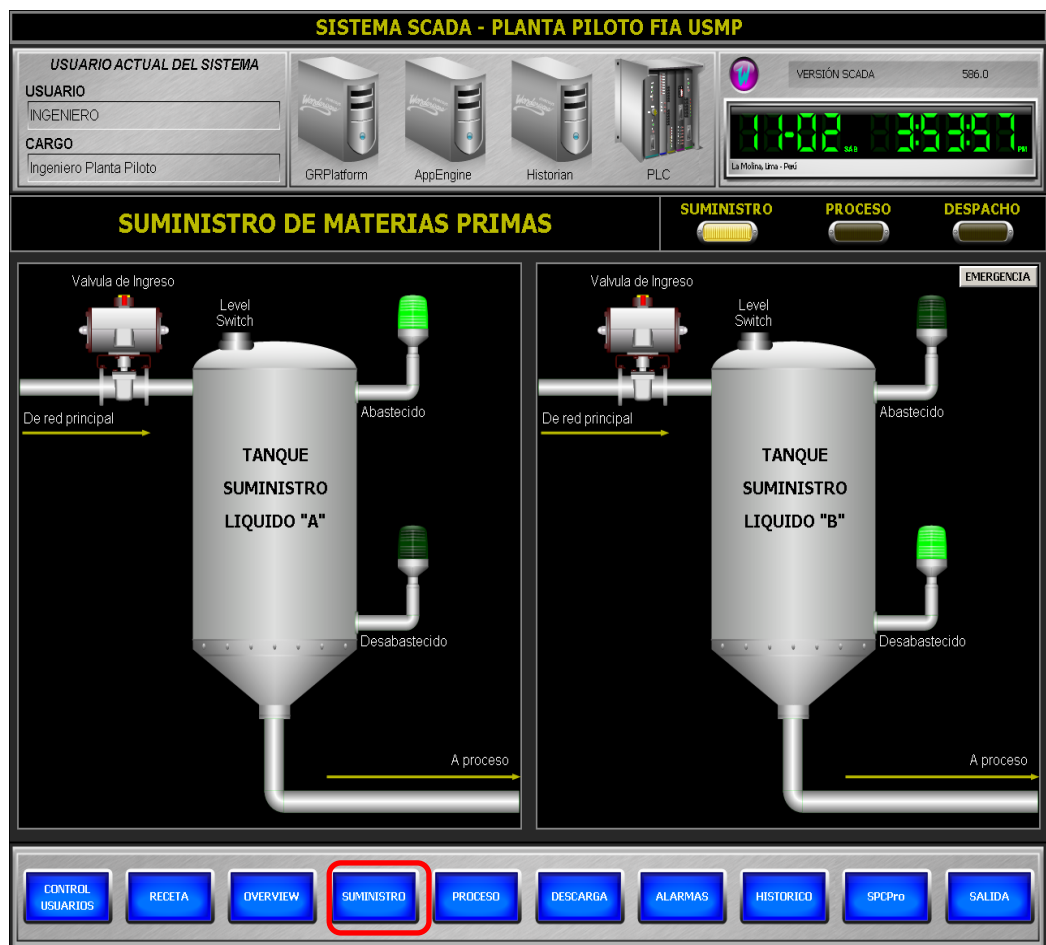 SISTEMA SCADA - PLANTA PILOTO FIA USMP
USUARIO ACTUAL DEL SISTEMA
USUARIO
INGENIERO
CARGO
Ingeniero Planta Piloto
GRPlatform
AppEngine
Historian
PLC
VERSIÓN SCADA 586.0
11-02 SÁB 3:53:57 PM
La Molina, Lima - Perú
SUMINISTRO DE MATERIAS PRIMAS
SUMINISTRO
PROCESO
DESPACHO
Valvula de Ingreso
Level
Switch
Abastecido
De red principal
TANQUE
SUMINISTRO
LIQUIDO "A"
Desabastecido
A proceso
EMERGENCIA
Valvula de Ingreso
Level
Switch
Abastecido
De red principal
TANQUE
SUMINISTRO
LIQUIDO "B"
Desabastecido
A proceso
CONTROL
USUARIOS
RECETA
OVERVIEW
SUMINISTRO
PROCESO
DESCARGA
ALARMAS
HISTORICO
SPCPro
SALIDA